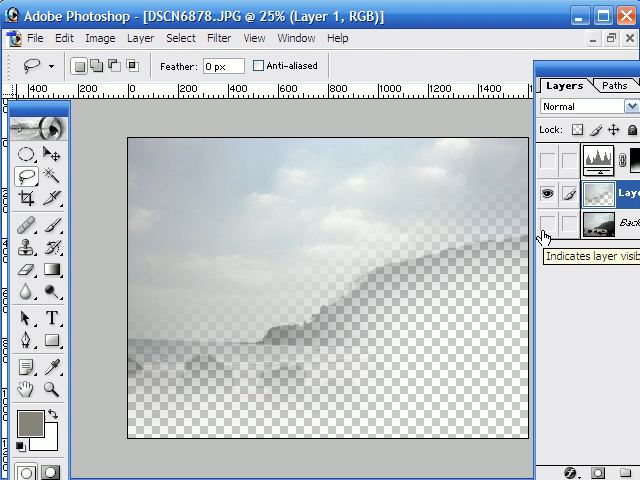 Adobe Photoshop - [DSCN6878.JPG @ 25% (Layer 1, RGB)]
File Edit Image Layer Select Filter View Window Help
Feather: 0 px Anti-aliased
400 200 0 200 400 600 800 1000 1200 1400
Layers Paths
Normal
Lock:
Laye
Back
Indicates layer visib
T